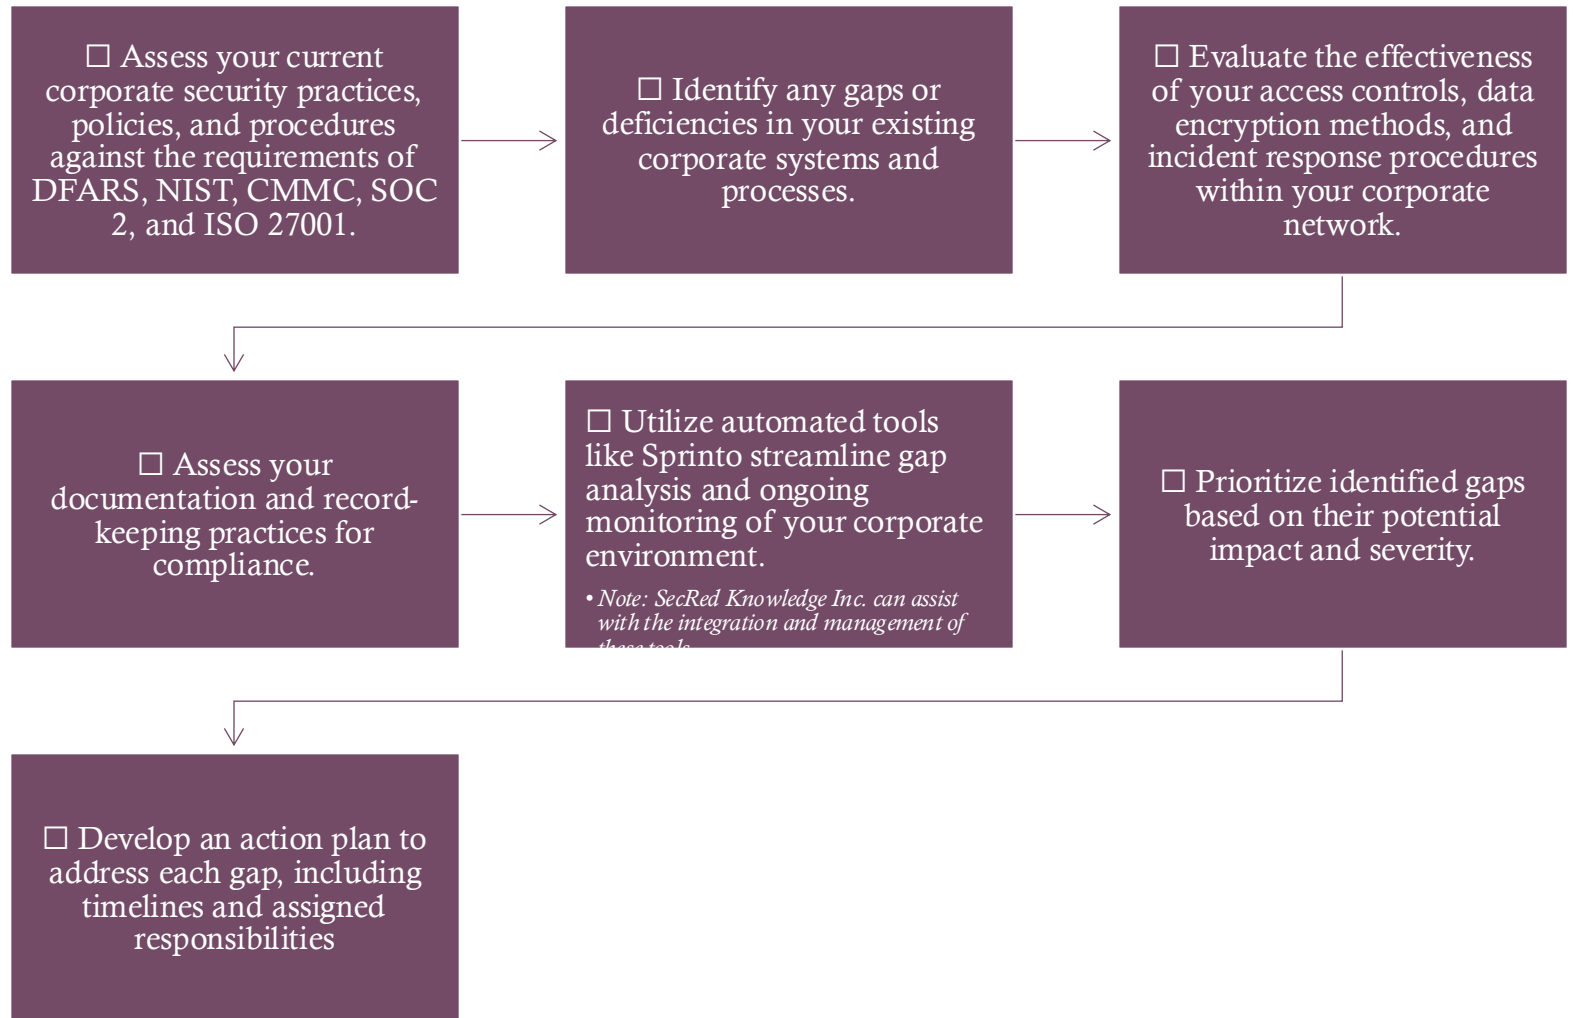 ☐ Assess your current
corporate security practices,
policies, and procedures
against the requirements of
DFARS, NIST, CMMC, SOC
2, and ISO 27001.
☐ Identify any gaps or
deficiencies in your existing
corporate systems and
processes.
☐ Evaluate the effectiveness
of your access controls, data
encryption methods, and
incident response procedures
within your corporate
network.
☐ Assess your
documentation and record-
keeping practices for
compliance.
☐ Utilize automated tools
like Sprinto streamline gap
analysis and ongoing
monitoring of your corporate
environment.
• Note: SecRed Knowledge Inc. can assist
with the integration and management of
these tools
☐ Prioritize identified gaps
based on their potential
impact and severity.
☐ Develop an action plan to
address each gap, including
timelines and assigned
responsibilities